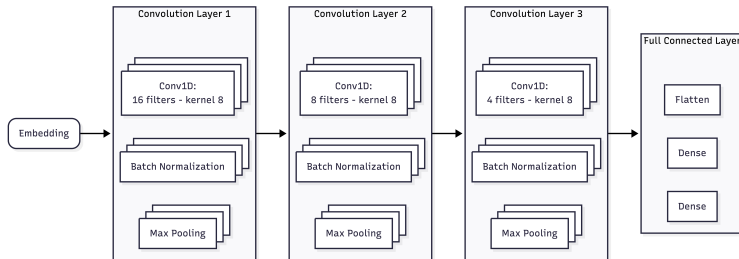 Convolution Layer 1
Convolution Layer 2
Convolution Layer 3
Full Connected Layer
Embedding
Conv1D:
16 filters - kernel 8
Batch Normalization
Max Pooling
Conv1D:
8 filters - kernel 8
Batch Normalization
Max Pooling
Conv1D:
4 filters - kernel 8
Batch Normalization
Max Pooling
Flatten
Dense
Dense